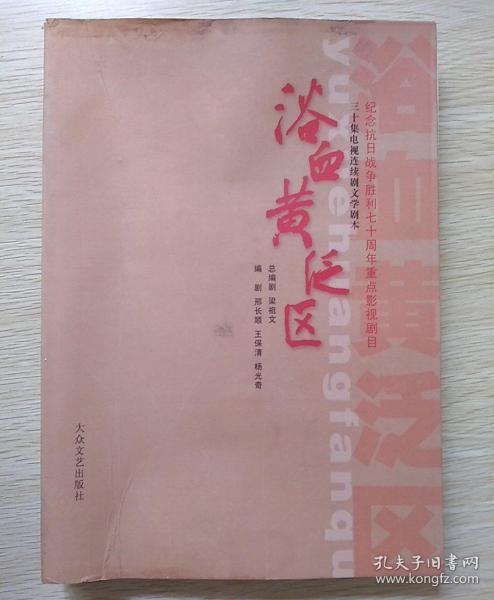 浴血黄泛区
yuxuehuangfanqu
纪念抗日战争胜利七十周年重点影视剧目
三十集电视连续剧文学剧本
浴血黄泛区
总编剧 梁祖文
编 剧 邢长顺 王保清 杨光奇
大众文艺出版社
孔夫子旧书网
www.kongfz.com